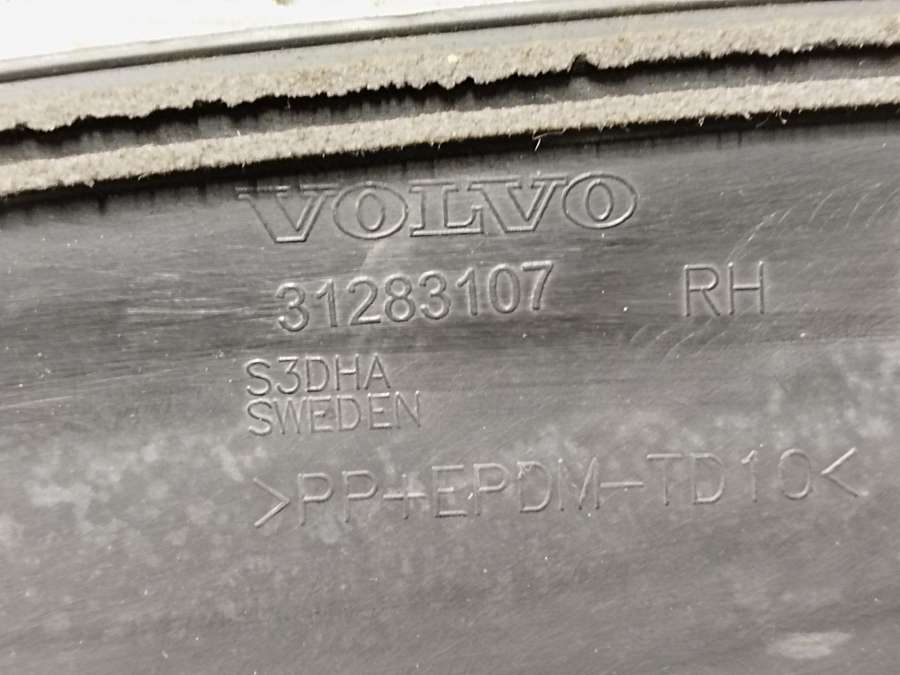 VOLVO
31283107 RH
S3DHA
SWEDEN
>PP+EPDM-TD10<